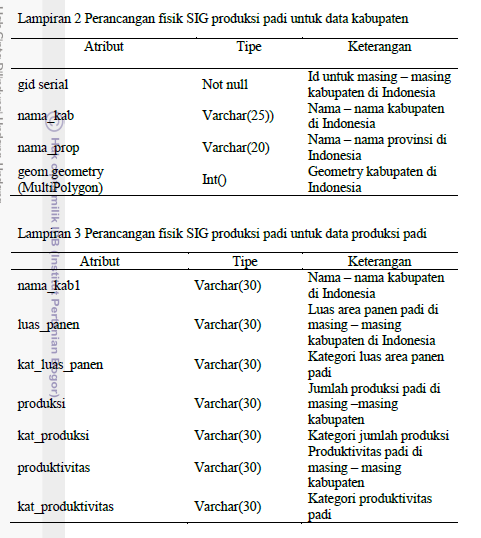 Lampiran 2 Perancangan fisik SIG produksi padi untuk data kabupaten
Atribut Tipe Keterangan
gid serial Not null Id untuk masing – masing
kabupaten di Indonesia
nama_kab Varchar(25)) Nama – nama kabupaten
di Indonesia
nama_prop Varchar(20) Nama – nama provinsi di
Indonesia
geom geometry
(MultiPolygon) Int() Geometry kabupaten di
Indonesia
Lampiran 3 Perancangan fisik SIG produksi padi untuk data produksi padi
Atribut Tipe Keterangan
nama_kab1 Varchar(30) Nama – nama kabupaten
di Indonesia
luas_panen Varchar(30) Luas area panen padi di
masing – masing
kabupaten di Indonesia
kat_luas_panen Varchar(30) Kategori luas area panen
padi
produksi Varchar(30) Jumlah produksi padi di
masing –masing
kabupaten
kat_produksi Varchar(30) Kategori jumlah produksi
produktivitas Varchar(30) Produktivitas padi di
masing – masing
kabupaten
kat_produktivitas Varchar(30) Kategori produktivitas
padi
milik IPB (Institut Pertanian Bogor)